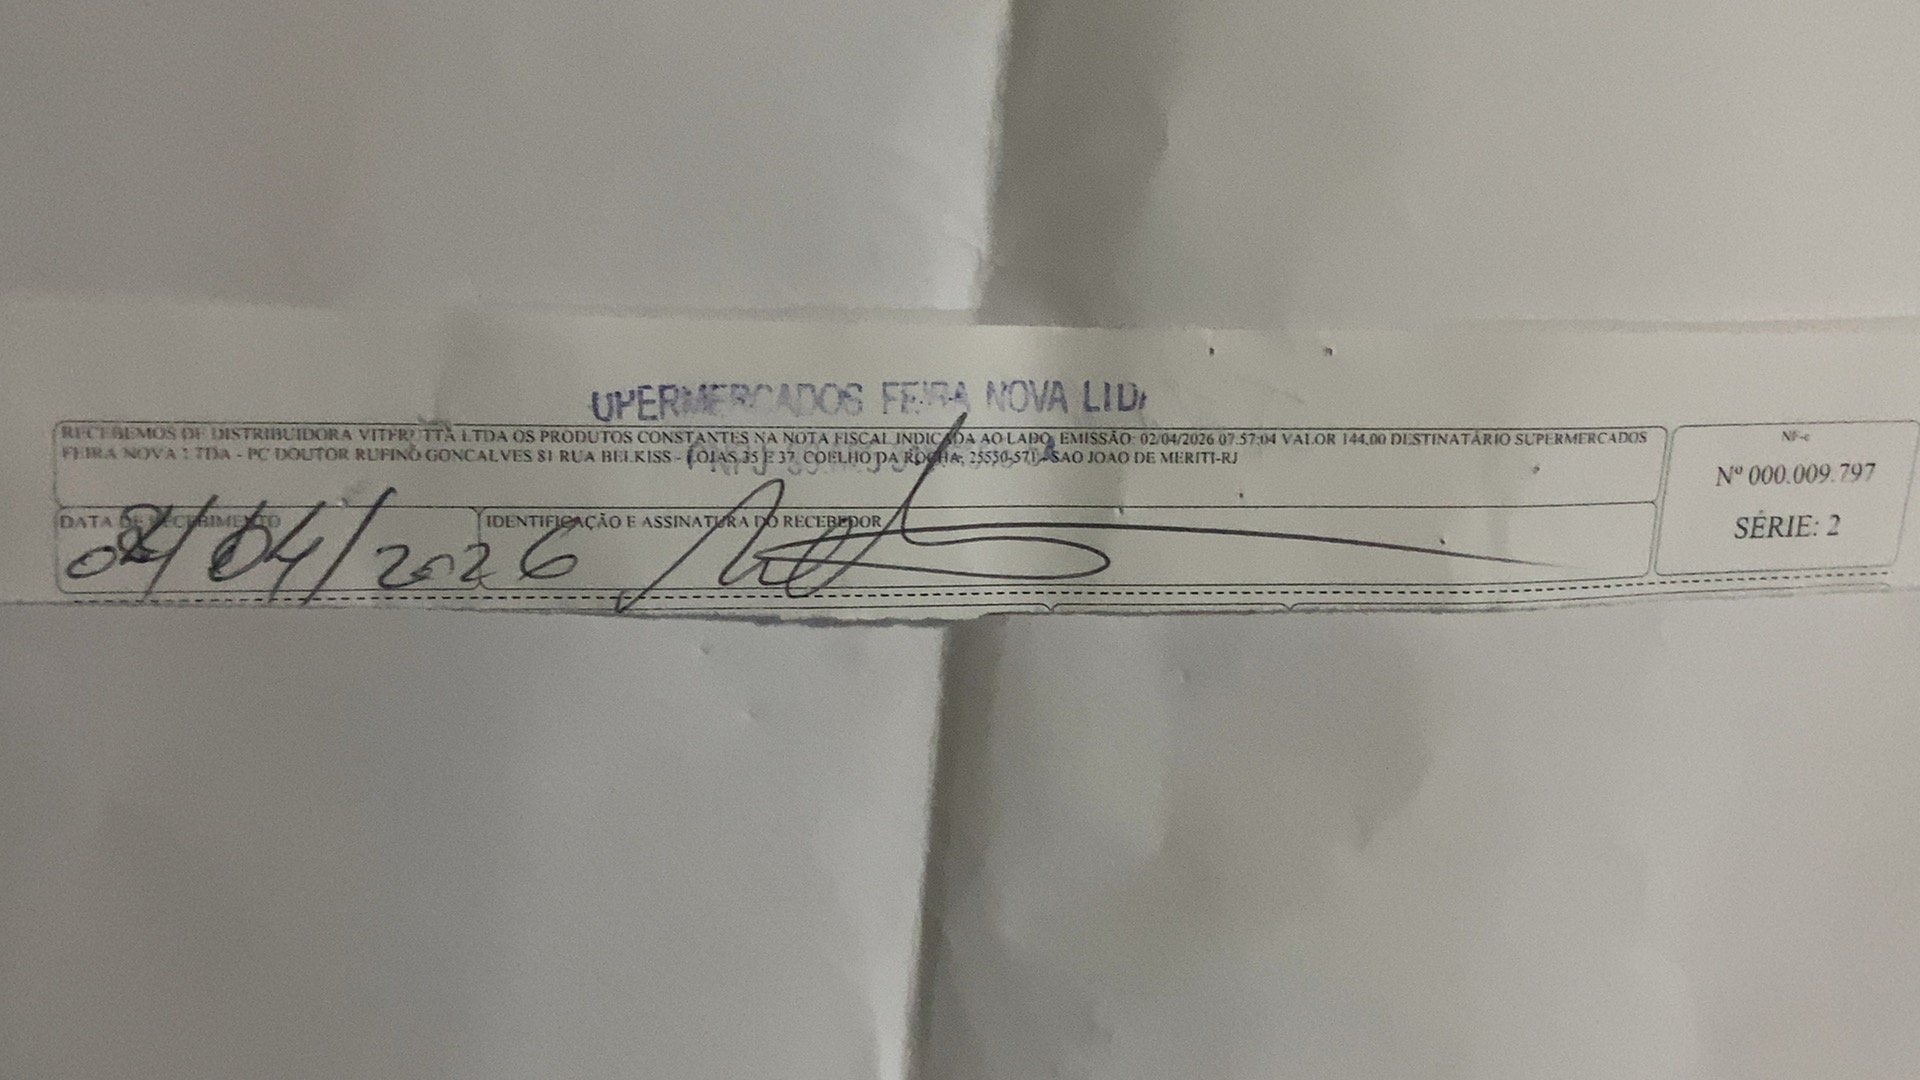 UPERMERCADOS FEIRA NOVA LTD
RECEBEMOS DE DISTRIBUIDORA VITFRUTTA LTDA OS PRODUTOS CONSTANTES NA NOTA FISCAL INDICADA AO LADO, EMISSÃO: 02/04/2026 07:57:04 VALOR 144,00 DESTINATÁRIO SUPERMERCADOS
FEIRA NOVA LTDA - PC DOUTOR RUFINO GONCALVES 81 RUA BELKISS - LOJAS 35 E 37, COELHO DA ROCHA, 25550-571 - SAO JOAO DE MERITI-RJ
DATA DE RECEBIMENTO
/04/2026
IDENTIFICAÇÃO E ASSINATURA DO RECEBEDOR
NF-e
Nº 000.009.797
SÉRIE: 2